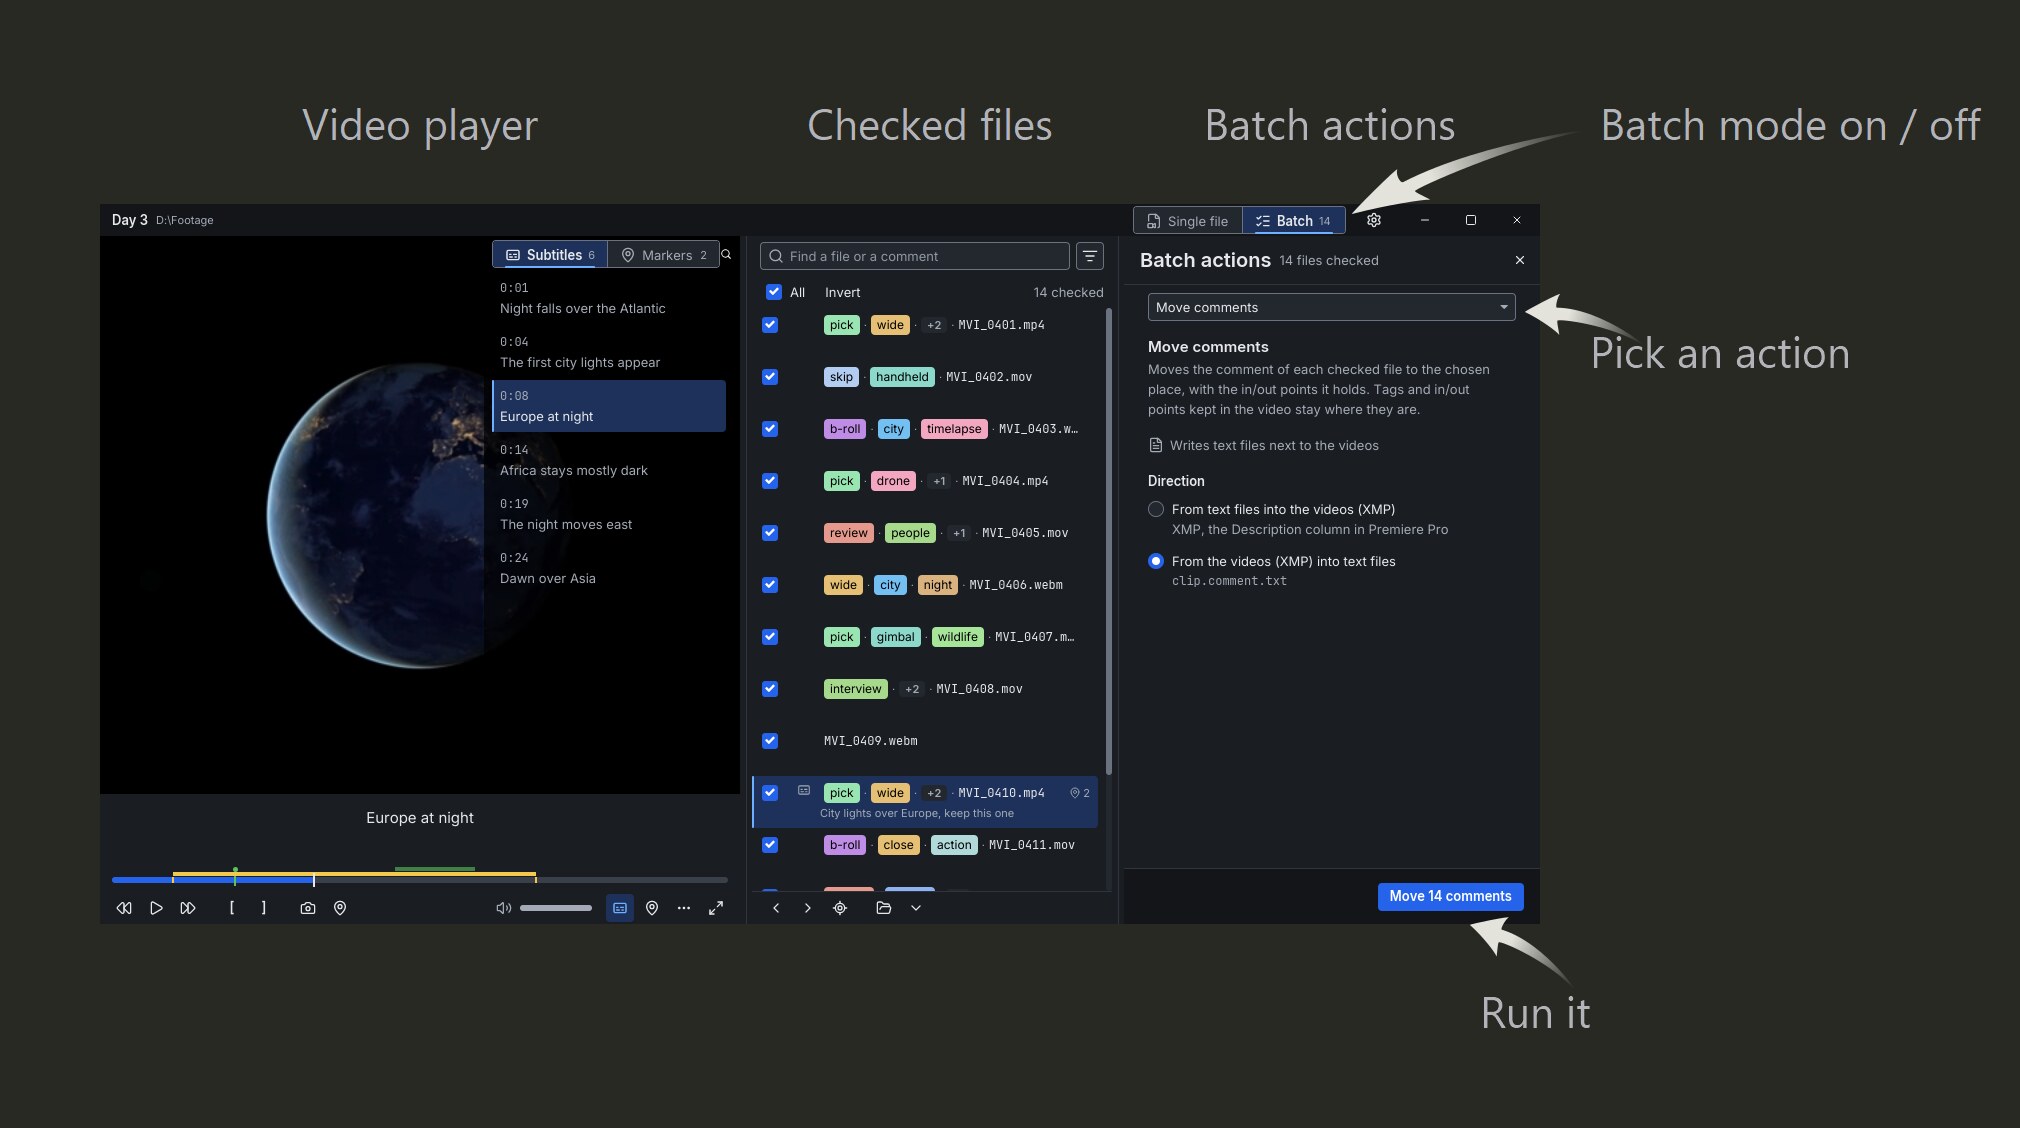 Video player
Checked files
Batch actions
Batch mode on / off
Day 3 D:\Footage
Single file
Batch 14
Subtitles 6
Markers 2
0:01
Night falls over the Atlantic
0:04
The first city lights appear
0:08
Europe at night
0:14
Africa stays mostly dark
0:19
The night moves east
0:24
Dawn over Asia
Europe at night
[ ]
Find a file or a comment
All Invert 14 checked
pick · wide · +2 · MVI_0401.mp4
skip · handheld · MVI_0402.mov
b-roll · city · timelapse · MVI_0403.w…
pick · drone · +1 · MVI_0404.mp4
review · people · +1 · MVI_0405.mov
wide · city · night · MVI_0406.webm
pick · gimbal · wildlife · MVI_0407.m…
interview · +2 · MVI_0408.mov
MVI_0409.webm
pick · wide · +2 · MVI_0410.mp4 2
City lights over Europe, keep this one
b-roll · close · action · MVI_0411.mov
Batch actions 14 files checked
Move comments
Move comments
Moves the comment of each checked file to the chosen
place, with the in/out points it holds. Tags and in/out
points kept in the video stay where they are.
Writes text files next to the videos
Direction
From text files into the videos (XMP)
XMP, the Description column in Premiere Pro
From the videos (XMP) into text files
clip.comment.txt
Move 14 comments
Pick an action
Run it